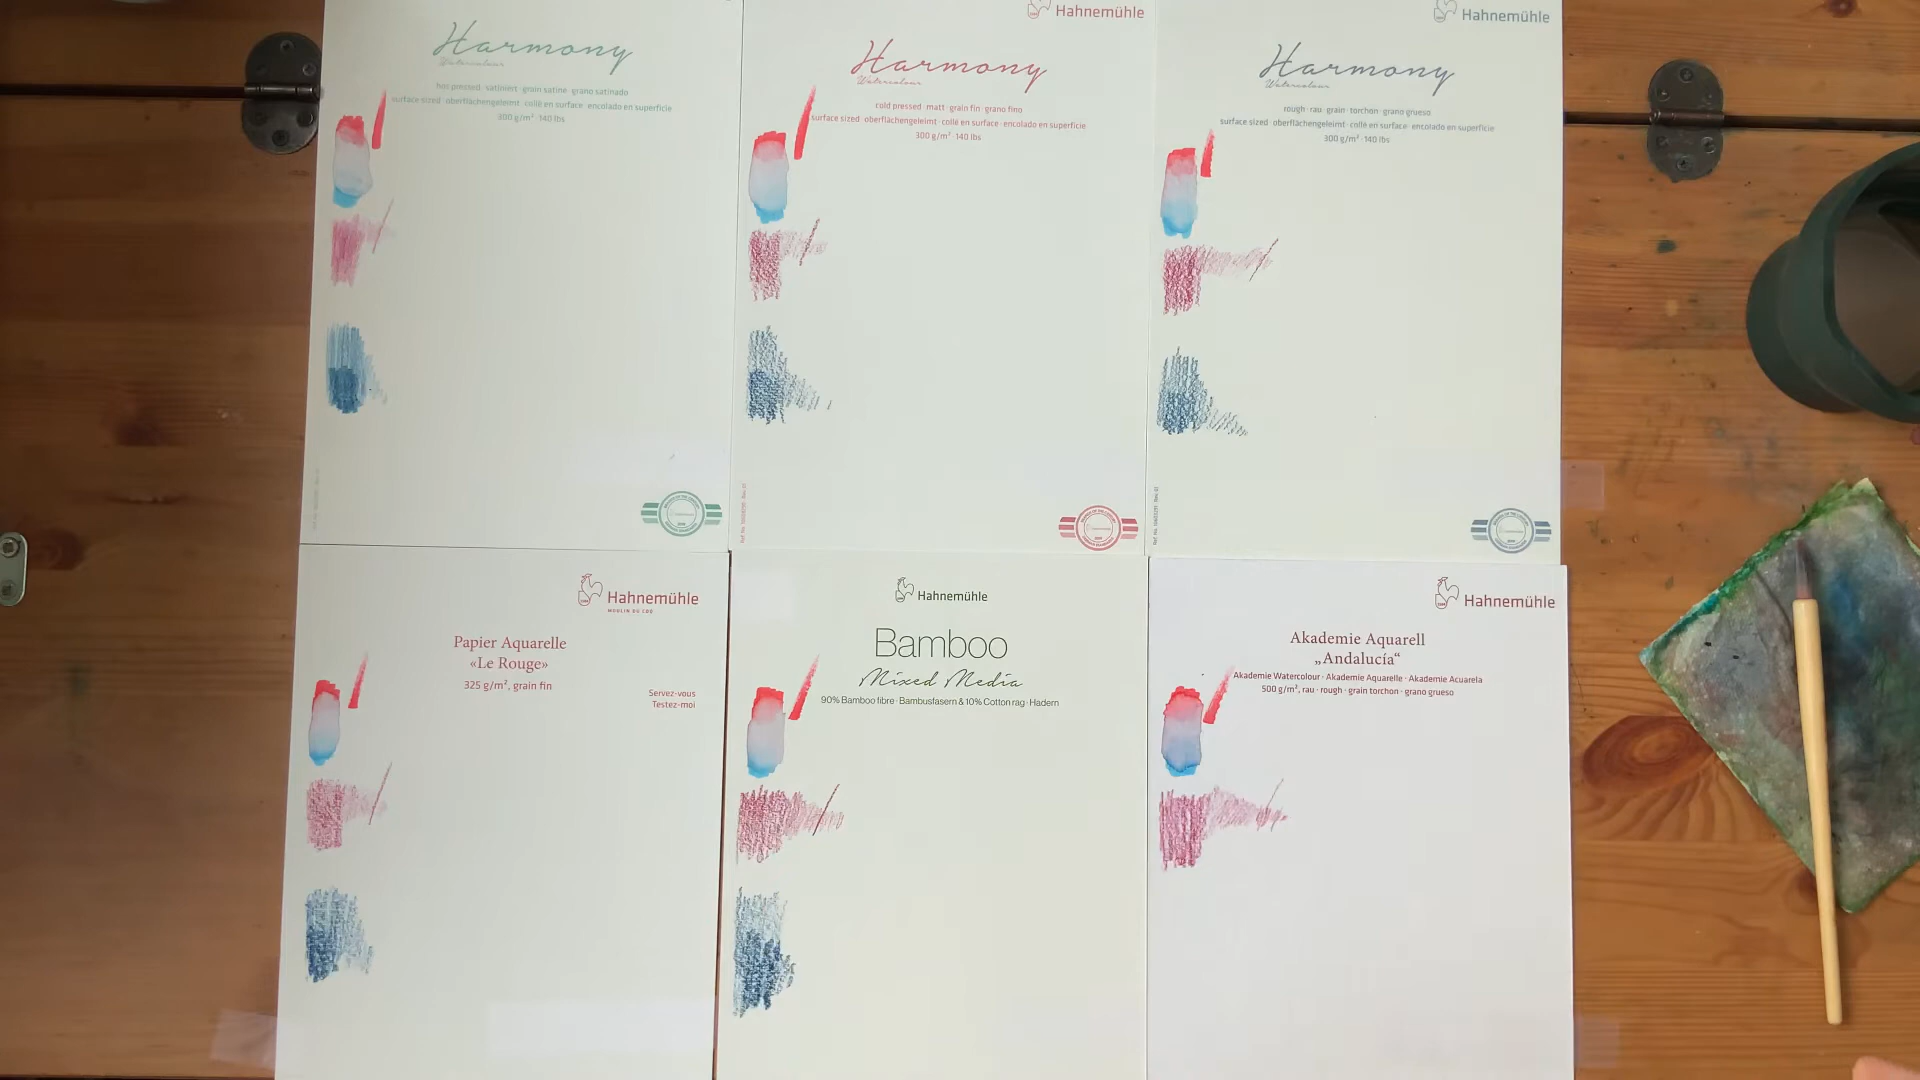 Harmony
Watercolour
hot pressed · satiniert · grain satine · grano satinado
surface sized · oberflächengeleimt · collé en surface · encolado en superficie
300 g/m² · 140 lbs
Hahnemühle
Harmony
Watercolour
cold pressed · matt · grain fin · grano fino
surface sized · oberflächengeleimt · collé en surface · encolado en superficie
300 g/m² · 140 lbs
Hahnemühle
Harmony
Watercolour
rough · rau · grain · torchon · grano grueso
surface sized · oberflächengeleimt · collé en surface · encolado en superficie
300 g/m² · 140 lbs
Hahnemühle
MOULIN DU COQ
Papier Aquarelle
«Le Rouge»
325 g/m², grain fin
Servez-vous
Testez-moi
Hahnemühle
Bamboo
Mixed Media
90% Bamboo fibre · Bambusfasern & 10% Cotton rag · Hadern
Hahnemühle
Akademie Aquarell
„Andalucía“
Akademie Watercolour · Akademie Aquarelle · Akademie Acuarela
500 g/m², rau · rough · grain torchon · grano grueso